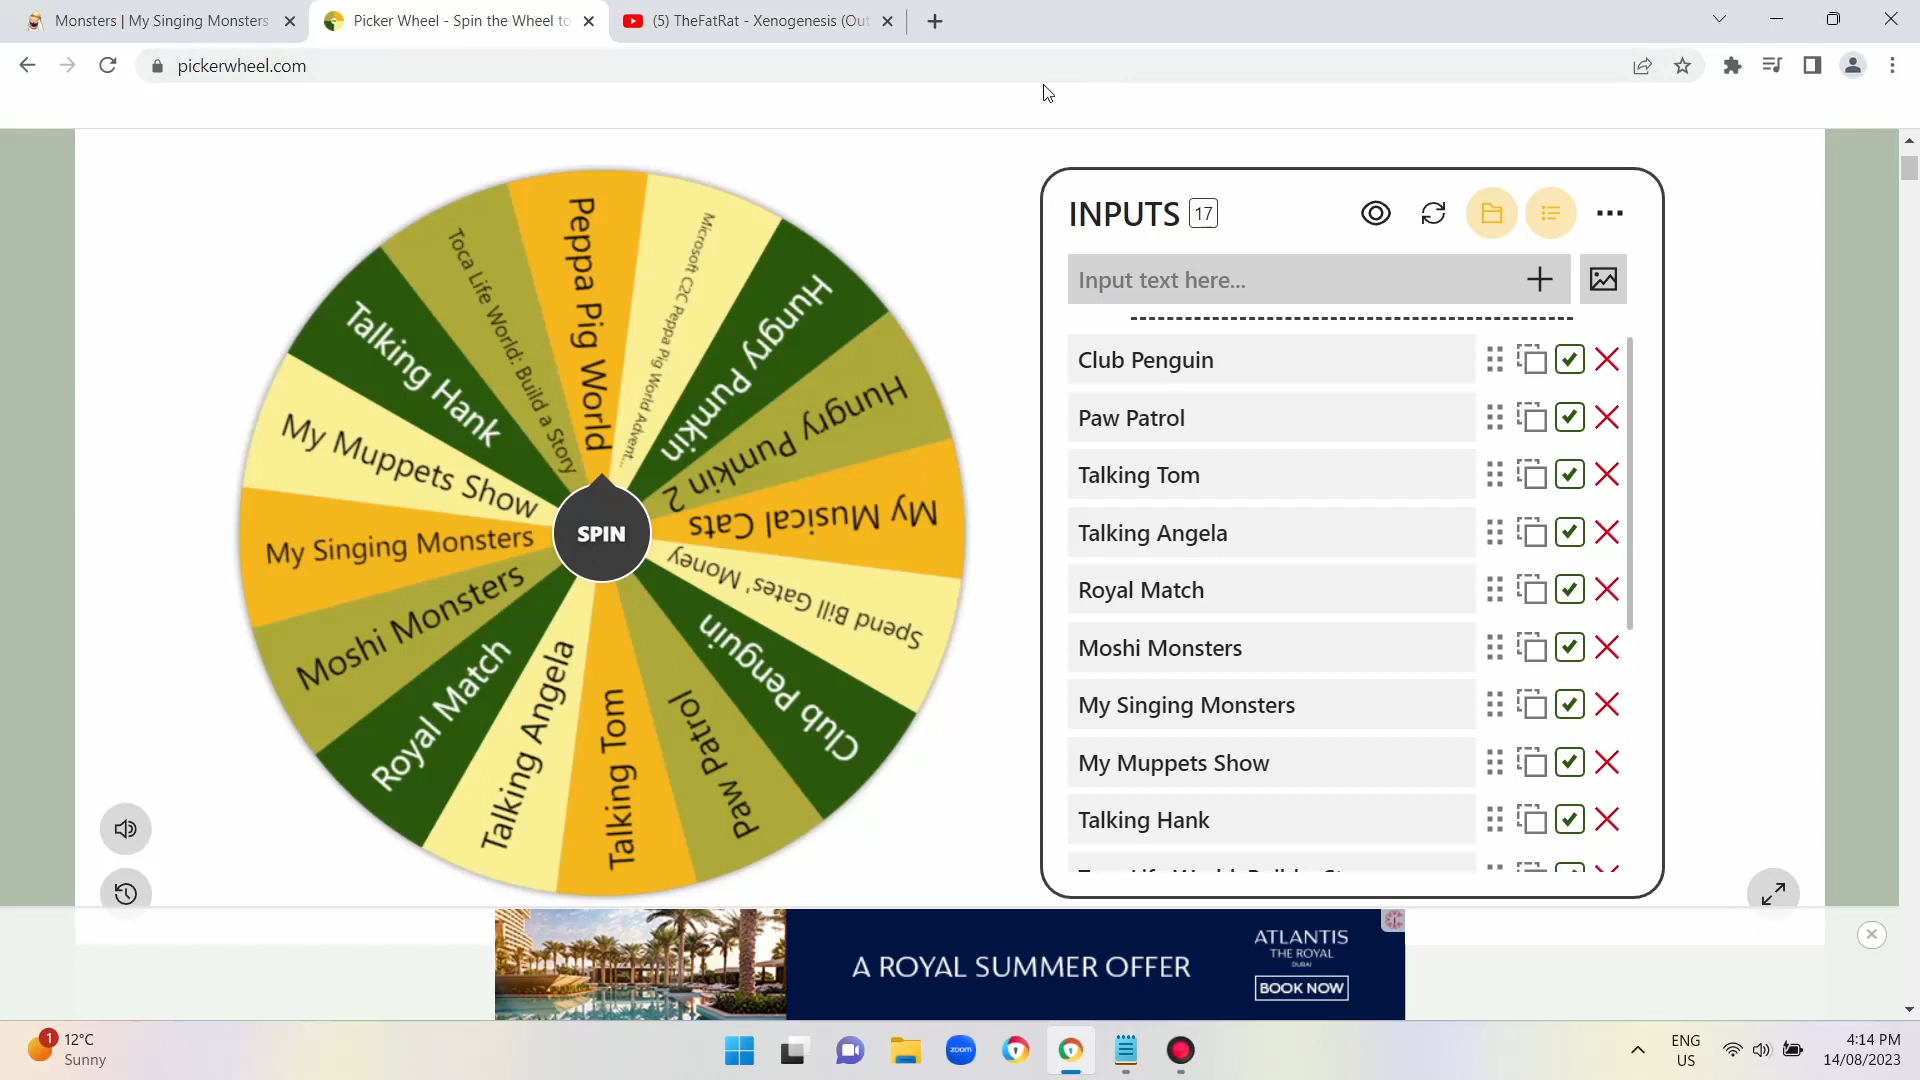 Monsters | My Singing Monsters
Picker Wheel - Spin the Wheel to
(5) TheFatRat - Xenogenesis (Out
pickerwheel.com
Peppa Pig World
Microsoft C2C Peppa Pig World Advent...
Hungry Pumkin
Hungry Pumkin 2
My Musical Cats
Spend Bill Gates' Money
Club Penguin
Paw Patrol
Talking Tom
Talking Angela
Royal Match
Moshi Monsters
My Singing Monsters
My Muppets Show
Talking Hank
Toca Life World: Build a Story
SPIN
INPUTS 17
Input text here...
Club Penguin
Paw Patrol
Talking Tom
Talking Angela
Royal Match
Moshi Monsters
My Singing Monsters
My Muppets Show
Talking Hank
A ROYAL SUMMER OFFER
ATLANTIS
THE ROYAL
DUBAI
BOOK NOW
1
12°C
Sunny
zoom
ENG
US
4:14 PM
14/08/2023